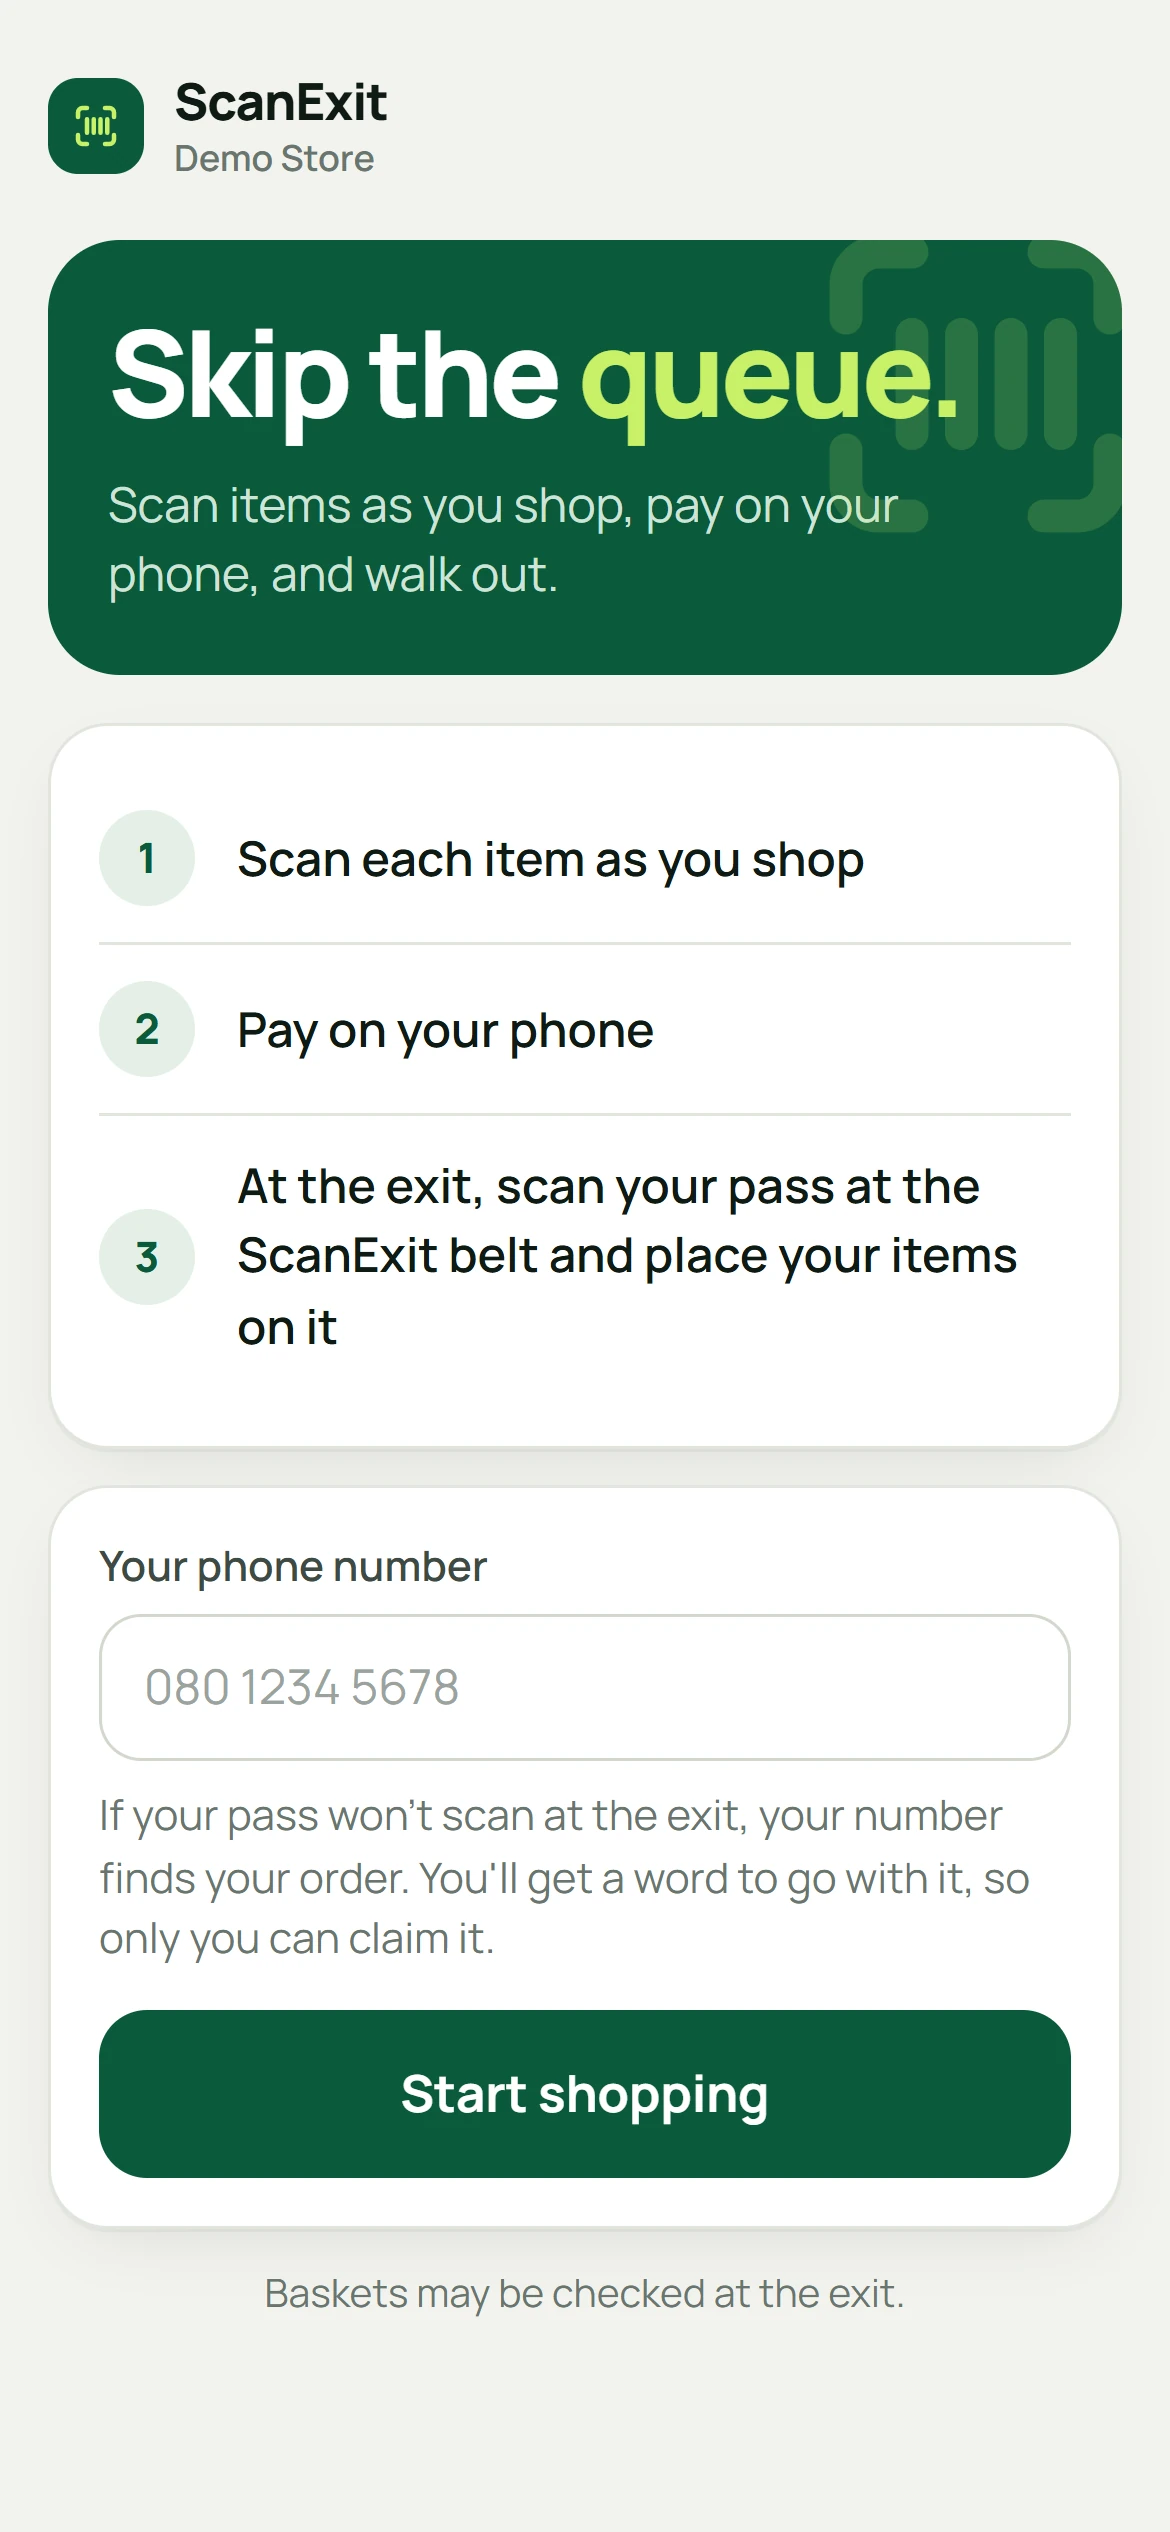 ScanExit
Demo Store
Skip the queue.
Scan items as you shop, pay on your
phone, and walk out.
1
Scan each item as you shop
2
Pay on your phone
3
At the exit, scan your pass at the
ScanExit belt and place your items
on it
Your phone number
080 1234 5678
If your pass won’t scan at the exit, your number
finds your order. You'll get a word to go with it, so
only you can claim it.
Start shopping
Baskets may be checked at the exit.